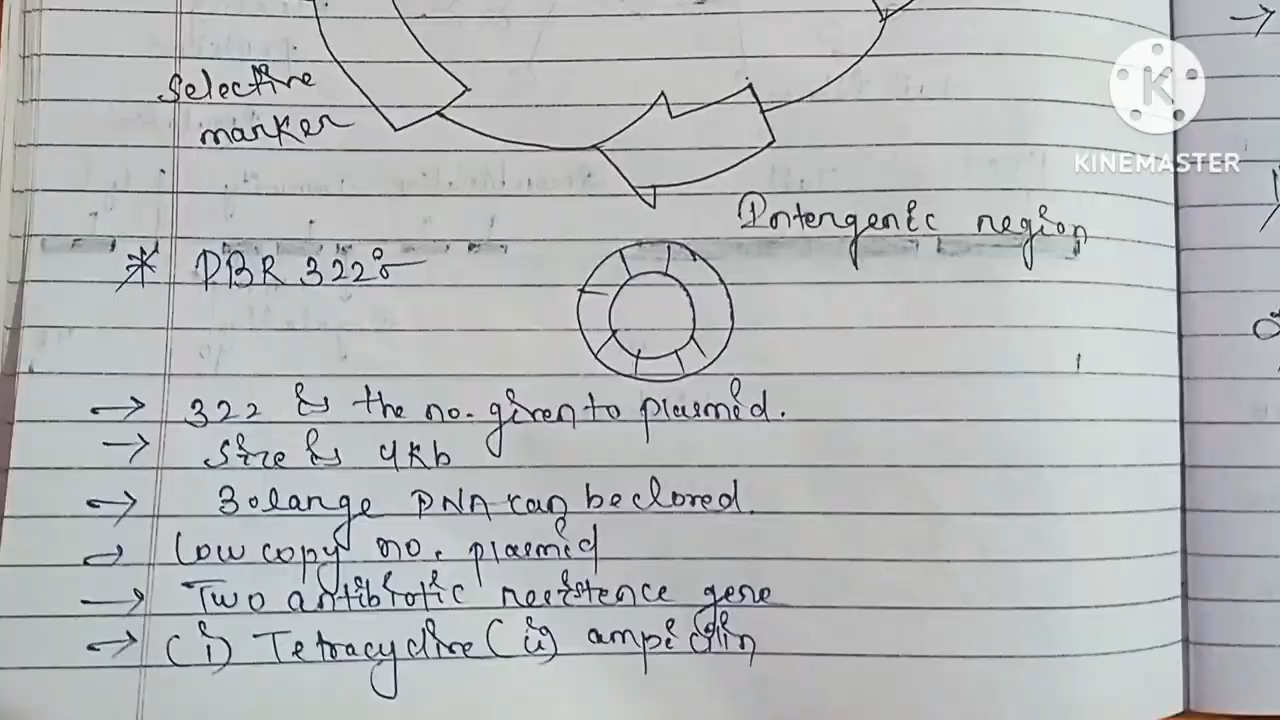 Selective
marker
KINEMASTER
Intergenic region
* PBR 322:-
→ 322 is the no. given to plasmid.
→ Size is 4Kb
→ 30 large DNA can be cloned.
→ Low copy no. plasmid
→ Two antibiotic resistence gene
→ (i) Tetracycline (ii) ampicilin